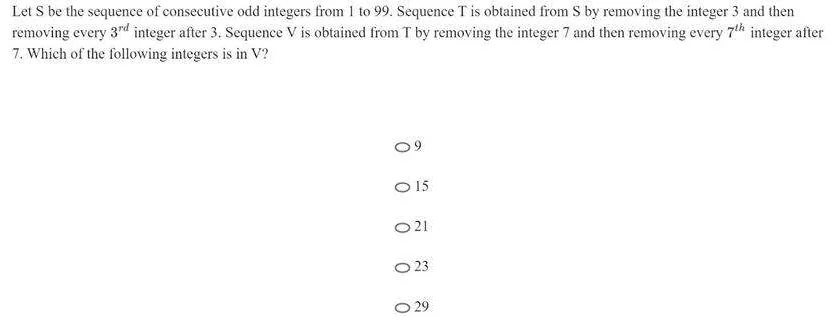 Let S be the sequence of consecutive odd integers from 1 to 99. Sequence T is obtained from S by removing the integer 3 and then
removing every 3rd integer after 3. Sequence V is obtained from T by removing the integer 7 and then removing every 7th integer after
7. Which of the following integers is in V?
9
15
21
23
29